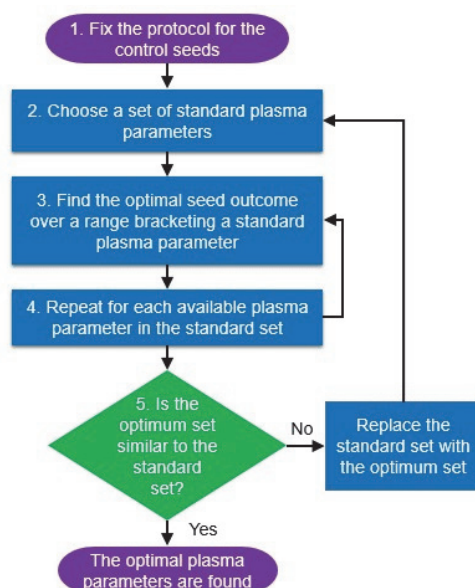 1. Fix the protocol for the
control seeds
2. Choose a set of standard plasma
parameters
3. Find the optimal seed outcome
over a range bracketing a standard
plasma parameter
4. Repeat for each available plasma
parameter in the standard set
5. Is the
optimum set
similar to the
standard
set?
No
Replace the
standard set with
the optimum set
Yes
The optimal plasma
parameters are found